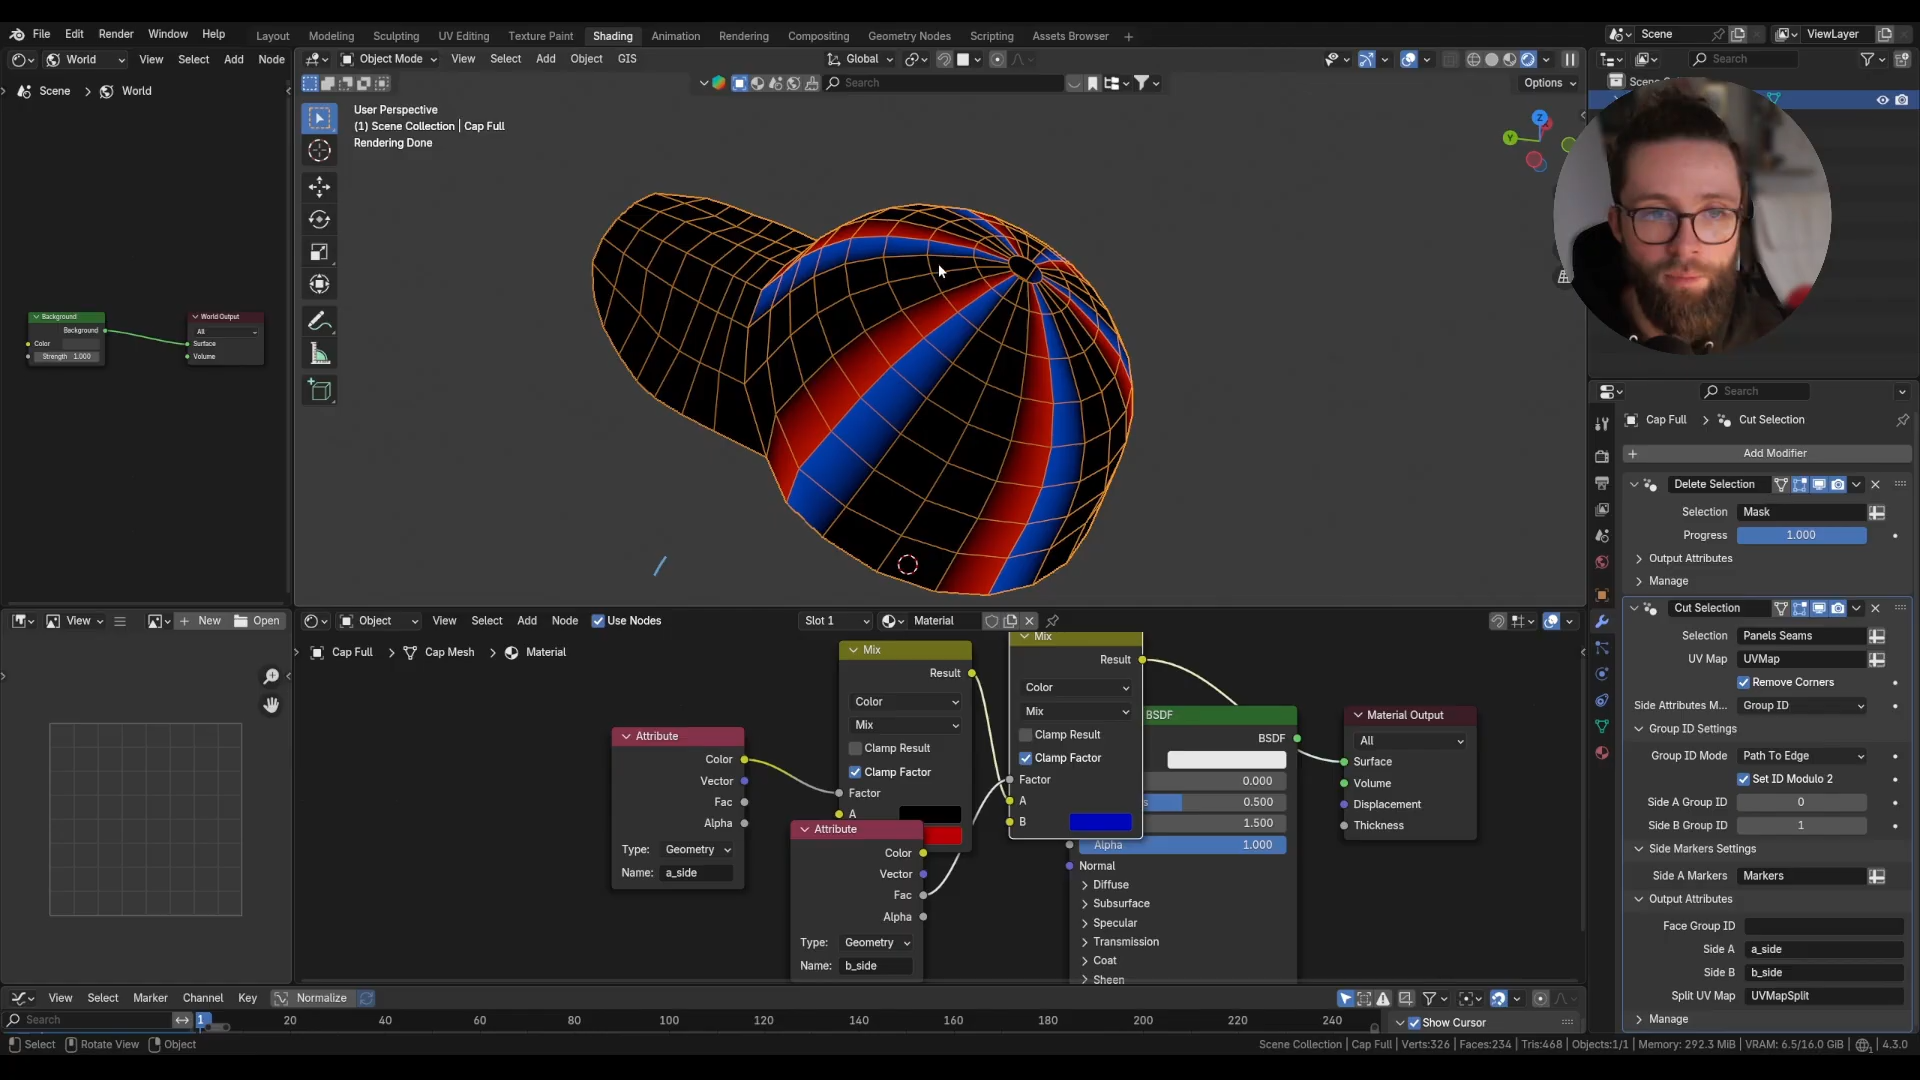 File Edit Render Window Help
Layout Modeling Sculpting UV Editing Texture Paint Shading Animation Rendering Compositing Geometry Nodes Scripting Assets Browser +
Scene ViewLayer
World View Select Add Node
Object Mode View Select Add Object GIS
Global
Search
Search
Options
Scene World
User Perspective
(1) Scene Collection | Cap Full
Rendering Done
Z
Y
Background
Background
Color
Strength 1.000
World Output
All
Surface
Volume
Search
Cap Full Cut Selection
Add Modifier
Delete Selection
Selection Mask
Progress 1.000
Output Attributes
Manage
Cut Selection
Selection Panels Seams
UV Map UVMap
Remove Corners
Side Attributes M... Group ID
Group ID Settings
Group ID Mode Path To Edge
Set ID Modulo 2
Side A Group ID 0
Side B Group ID 1
Side Markers Settings
Side A Markers Markers
Output Attributes
Face Group ID
Side A a_side
Side B b_side
Split UV Map UVMapSplit
Manage
View New Open
Object View Select Add Node Use Nodes Slot 1 Material
Cap Full Cap Mesh Material
Attribute
Color
Vector
Fac
Alpha
Type: Geometry
Name: a_side
Mix
Result
Color
Mix
Clamp Result
Clamp Factor
Factor
A
Attribute
Color
Vector
Fac
Alpha
Type: Geometry
Name: b_side
Mix
Result
Color
Mix
Clamp Result
Clamp Factor
Factor
A
B
BSDF
BSDF
0.000
0.500
1.500
Alpha 1.000
Normal
Diffuse
Subsurface
Specular
Transmission
Coat
Sheen
Material Output
All
Surface
Volume
Displacement
Thickness
View Select Marker Channel Key Normalize
Search
1 20 40 60 80 100 120 140 160 180 200 220 240
Show Cursor
Select Rotate View Object
Scene Collection | Cap Full | Verts:326 | Faces:234 | Tris:468 | Objects:1/1 | Memory: 292.3 MiB | VRAM: 6.5/16.0 GiB | 4.3.0